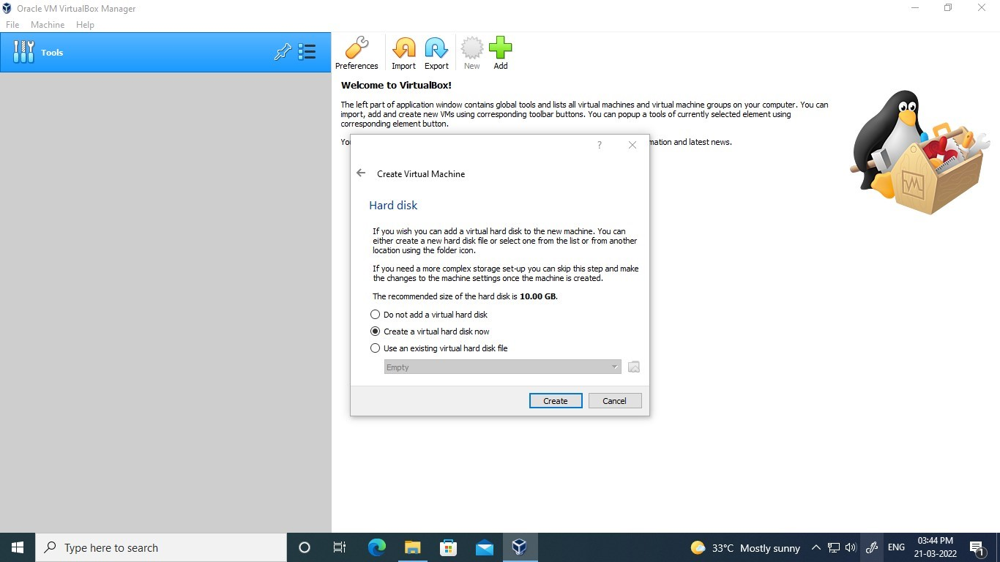 Oracle VM VirtualBox Manager
File Machine Help
Tools
Preferences Import Export New Add
Welcome to VirtualBox!
The left part of application window contains global tools and lists all virtual machines and virtual machine groups on your computer. You can
import, add and create new VMs using corresponding toolbar buttons. You can popup a tools of currently selected element using
corresponding element button.
and latest news.
?
Create Virtual Machine
Hard disk
If you wish you can add a virtual hard disk to the new machine. You can
either create a new hard disk file or select one from the list or from another
location using the folder icon.
If you need a more complex storage set-up you can skip this step and make
the changes to the machine settings once the machine is created.
The recommended size of the hard disk is 10.00 GB.
Do not add a virtual hard disk
Create a virtual hard disk now
Use an existing virtual hard disk file
Empty
Create Cancel
Type here to search
33°C Mostly sunny
ENG
03:44 PM
21-03-2022
1